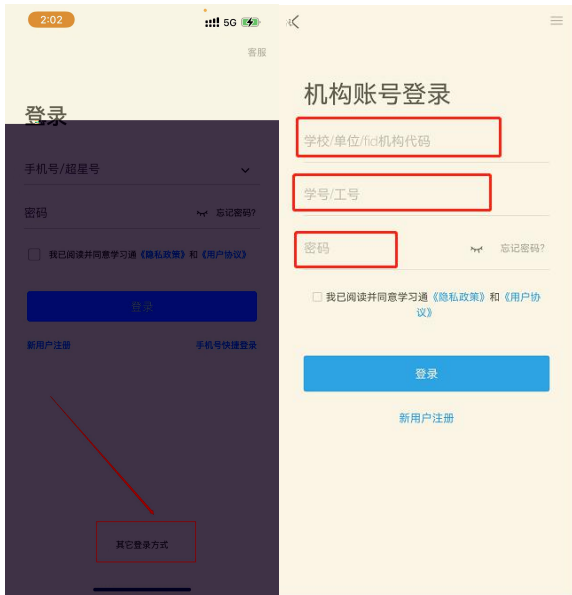 2:02
5G
客服
登录
手机号/超星号
密码
忘记密码?
我已阅读并同意学习通《隐私政策》和《用户协议》
登录
新用户注册
手机号快捷登录
其它登录方式
机构账号登录
学校/单位/fid机构代码
学号/工号
密码
忘记密码?
我已阅读并同意学习通《隐私政策》和《用户协
议》
登录
新用户注册